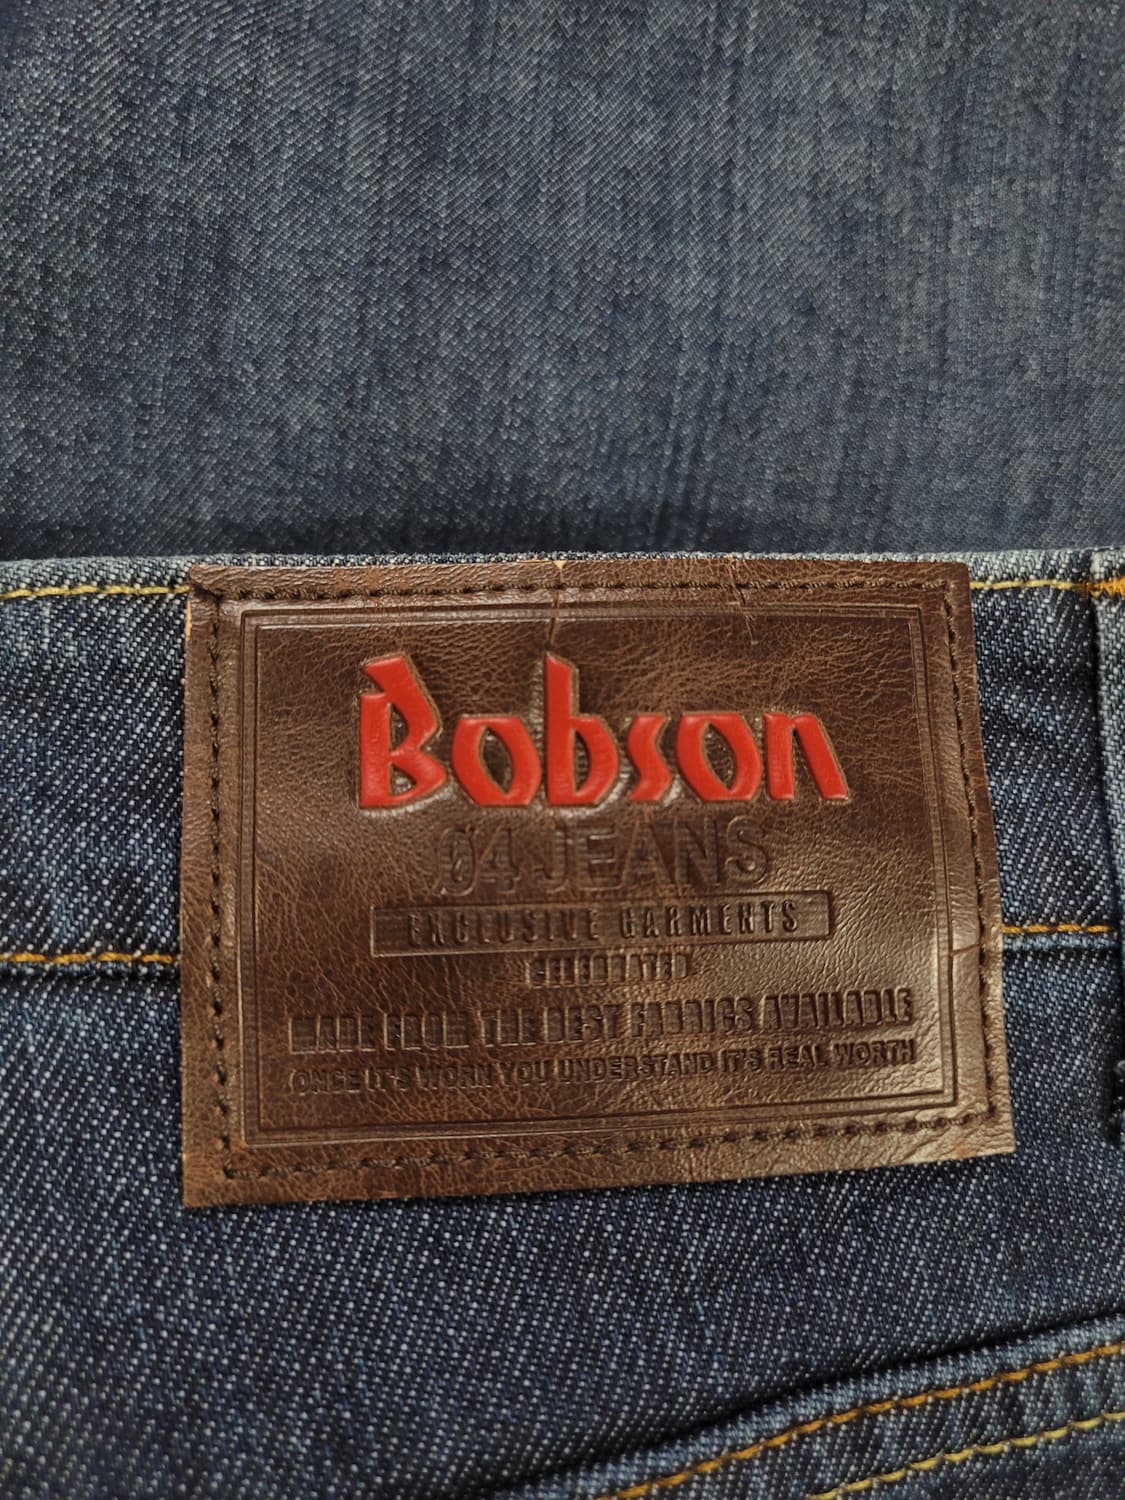 Bobson
04 JEANS
EXCLUSIVE GARMENTS
CELEBRATED
MADE FROM THE BEST FABRICS AVAILABLE
ONCE IT'S WORN YOU UNDERSTAND IT'S REAL WORTH